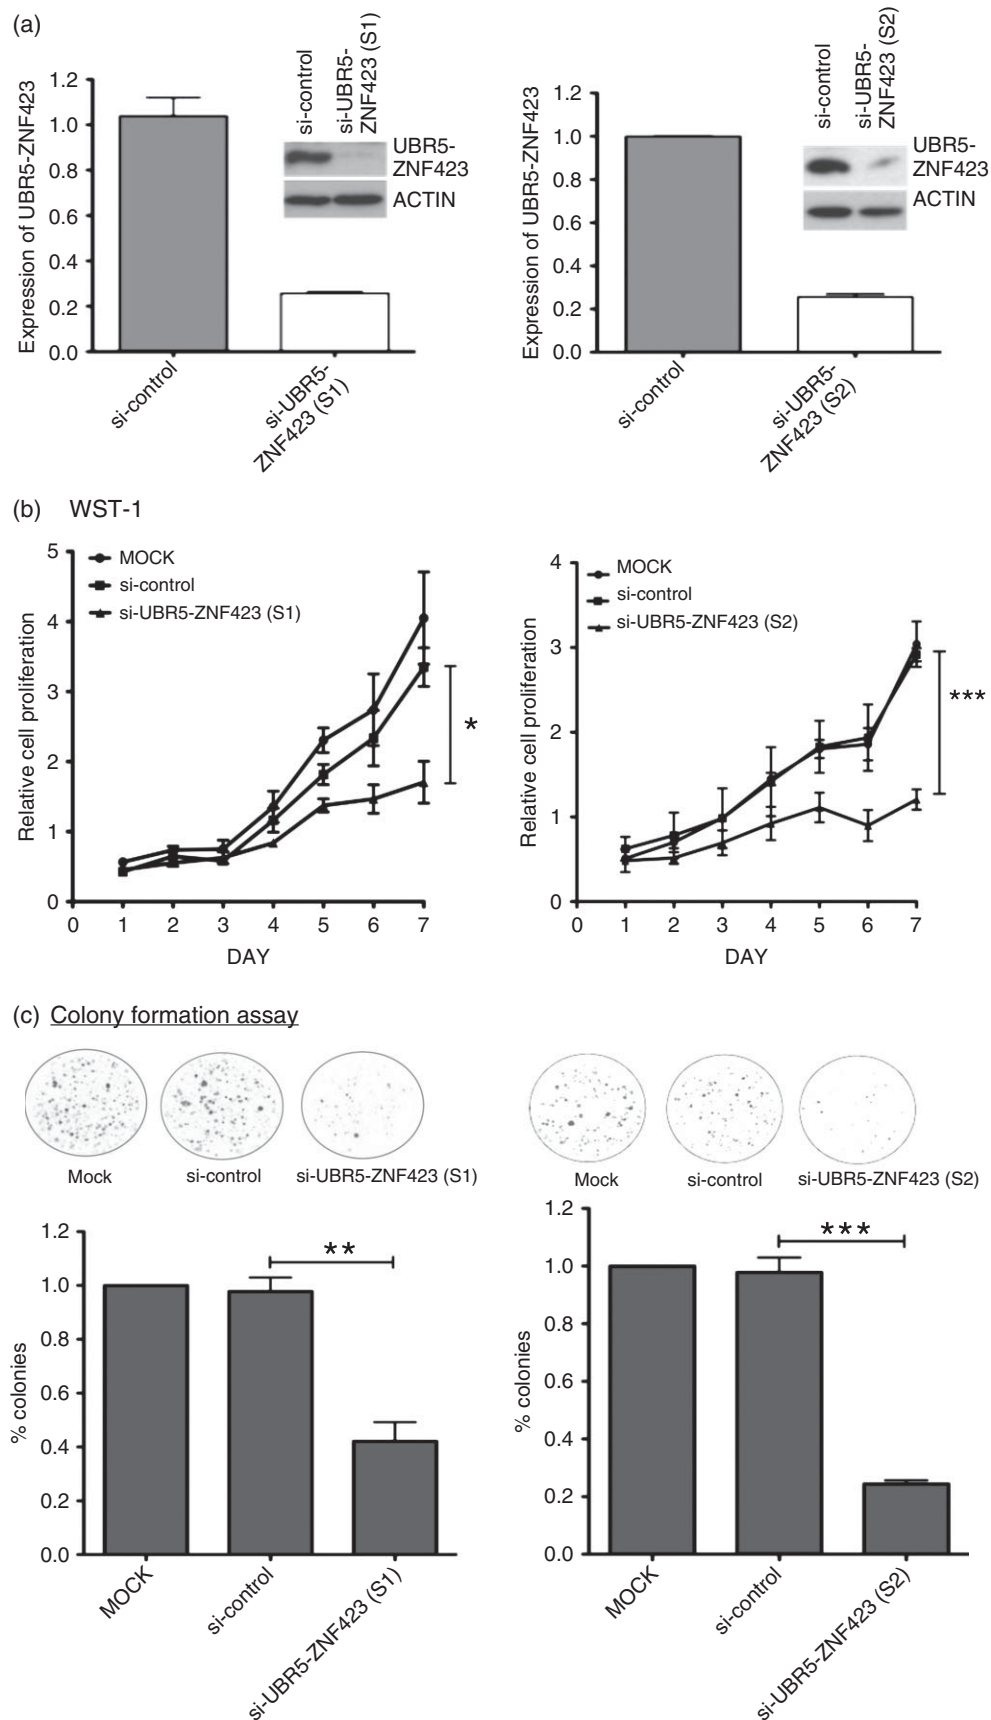 (a)
si-control
si-UBR5-
ZNF423 (S1)
UBR5-
ZNF423
ACTIN
Expression of UBR5-ZNF423
1.2
1.0
0.8
0.6
0.4
0.2
0.0
si-control
si-UBR5-
ZNF423 (S1)
si-control
si-UBR5-
ZNF423 (S2)
UBR5-
ZNF423
ACTIN
Expression of UBR5-ZNF423
1.2
1.0
0.8
0.6
0.4
0.2
0.0
si-control
si-UBR5-
ZNF423 (S2)
(b) WST-1
Relative cell proliferation
5
4
3
2
1
0
MOCK
si-control
si-UBR5-ZNF423 (S1)
*
0 1 2 3 4 5 6 7
DAY
Relative cell proliferation
4
3
2
1
0
MOCK
si-control
si-UBR5-ZNF423 (S2)
***
0 1 2 3 4 5 6 7
DAY
(c) Colony formation assay
Mock si-control si-UBR5-ZNF423 (S1)
% colonies
1.2
1.0
0.8
0.6
0.4
0.2
0.0
**
MOCK
si-control
si-UBR5-ZNF423 (S1)
Mock si-control si-UBR5-ZNF423 (S2)
% colonies
1.2
1.0
0.8
0.6
0.4
0.2
0.0
***
MOCK
si-control
si-UBR5-ZNF423 (S2)